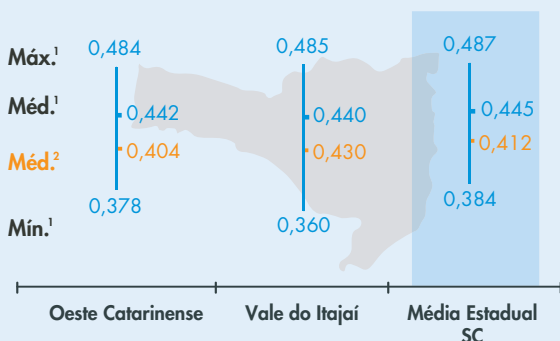 0,484 0,485 0,487
Máx.¹
Méd.¹ 0,442 0,440 0,445
Méd.² 0,404 0,430 0,412
0,378 0,360 0,384
Mín.¹
Oeste Catarinense Vale do Itajaí Média Estadual
SC